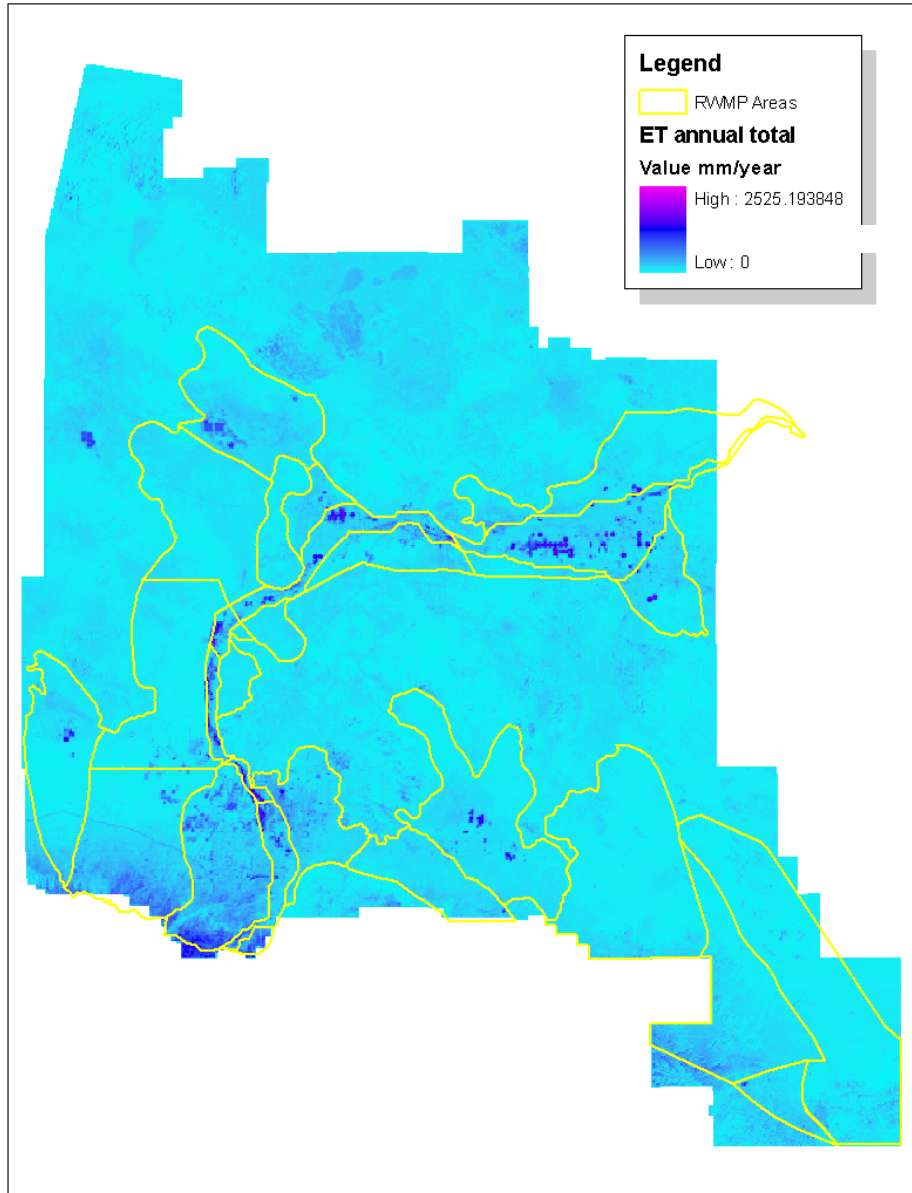 Legend
RWMP Areas
ET annual total
Value mm/year
High : 2525.193848
Low : 0